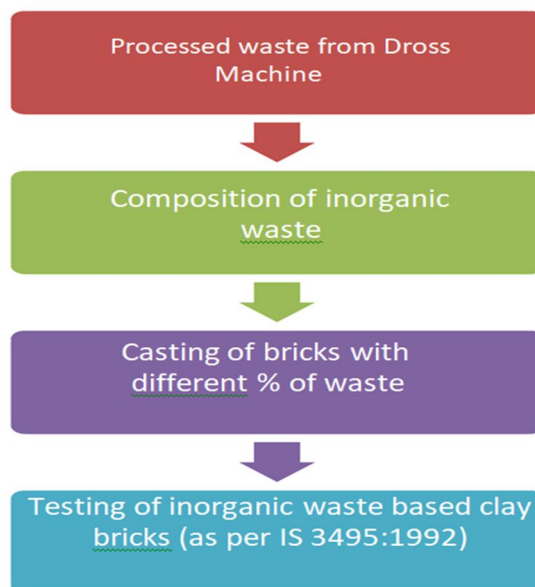 Processed waste from Dross
Machine
Composition of inorganic
waste
Casting of bricks with
different % of waste
Testing of inorganic waste based clay
bricks (as per IS 3495:1992)